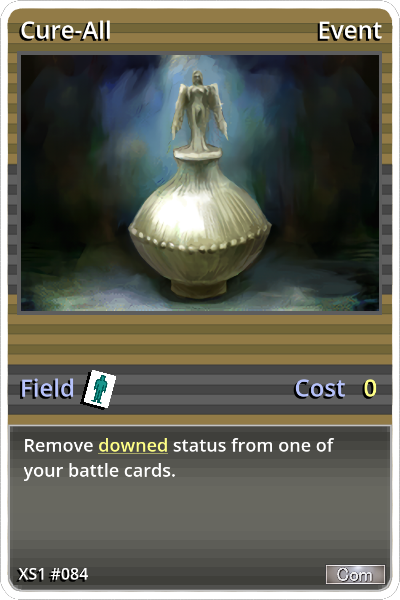 Cure-All Event
Field Cost 0
Remove downed status from one of
your battle cards.
XS1 #084 Com